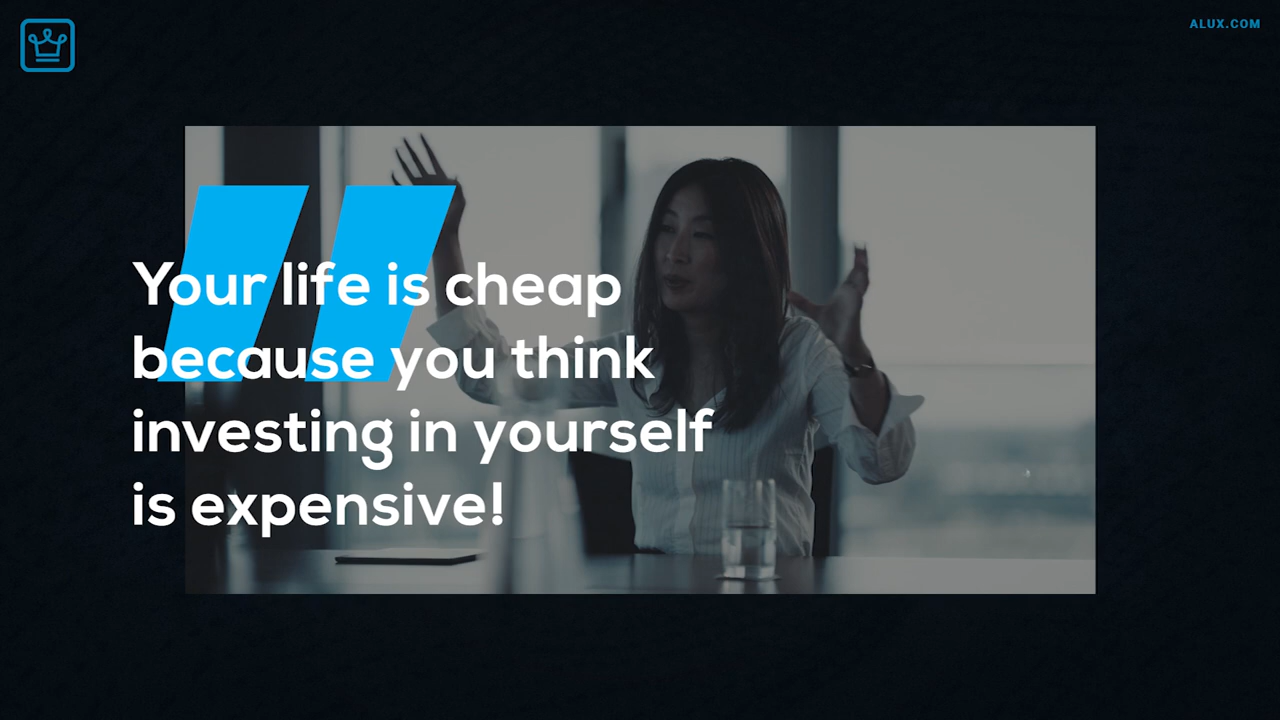 ALUX.COM
Your life is cheap
because you think
investing in yourself
is expensive!